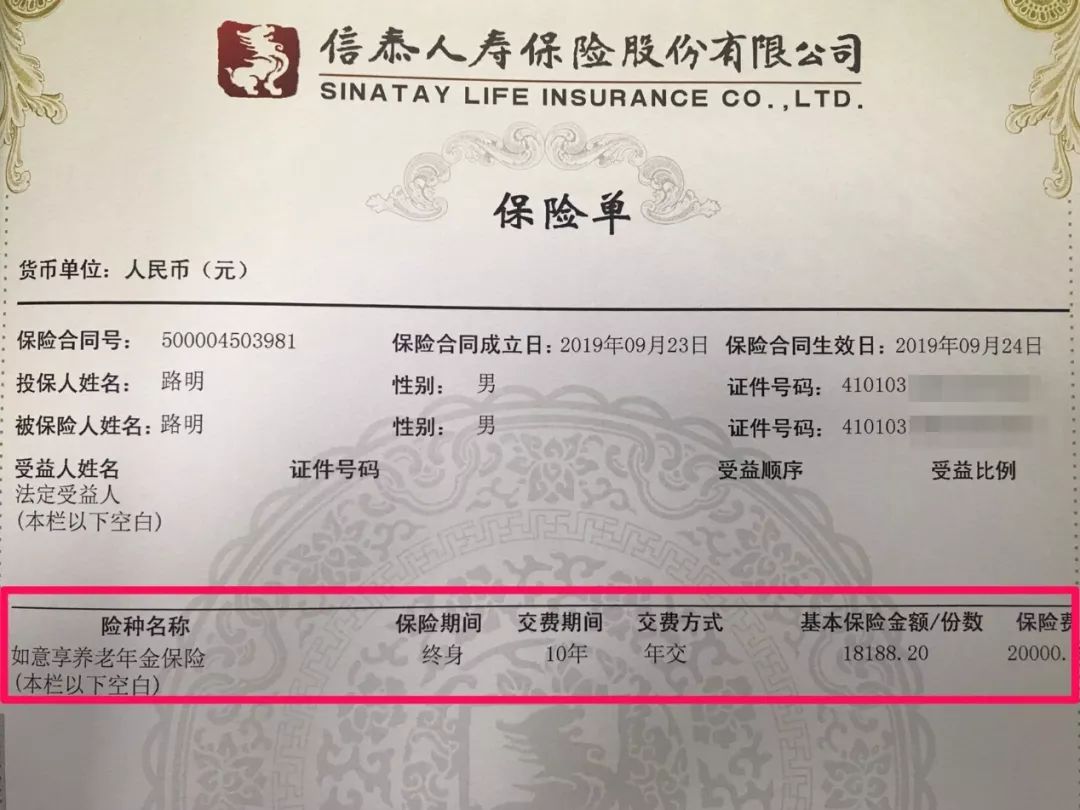 信泰人寿保险股份有限公司
SINATAY LIFE INSURANCE CO.,LTD.
保险单
货币单位：人民币（元）
保险合同号： 500004503981 保险合同成立日：2019年09月23日 保险合同生效日：2019年09月24日
投保人姓名： 路明 性别： 男 证件号码： 410103
被保险人姓名：路明 性别： 男 证件号码： 410103
受益人姓名 证件号码 受益顺序 受益比例
法定受益人
(本栏以下空白)
险种名称 保险期间 交费期间 交费方式 基本保险金额/份数 保险费
如意享养老年金保险 终身 10年 年交 18188.20 20000.
(本栏以下空白)